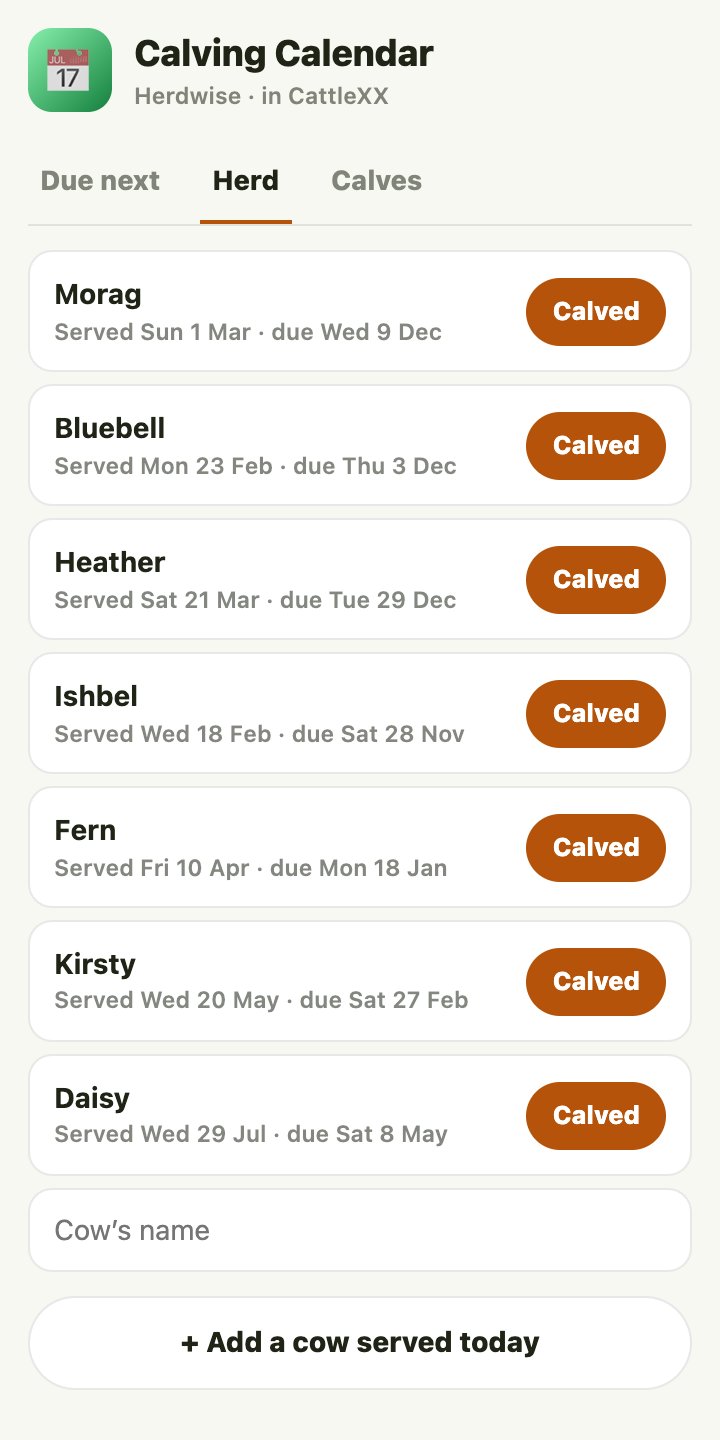 JUL
17
Calving Calendar
Herdwise · in CattleXX
Due next Herd Calves
Morag
Served Sun 1 Mar · due Wed 9 Dec
Calved
Bluebell
Served Mon 23 Feb · due Thu 3 Dec
Calved
Heather
Served Sat 21 Mar · due Tue 29 Dec
Calved
Ishbel
Served Wed 18 Feb · due Sat 28 Nov
Calved
Fern
Served Fri 10 Apr · due Mon 18 Jan
Calved
Kirsty
Served Wed 20 May · due Sat 27 Feb
Calved
Daisy
Served Wed 29 Jul · due Sat 8 May
Calved
Cow’s name
+ Add a cow served today